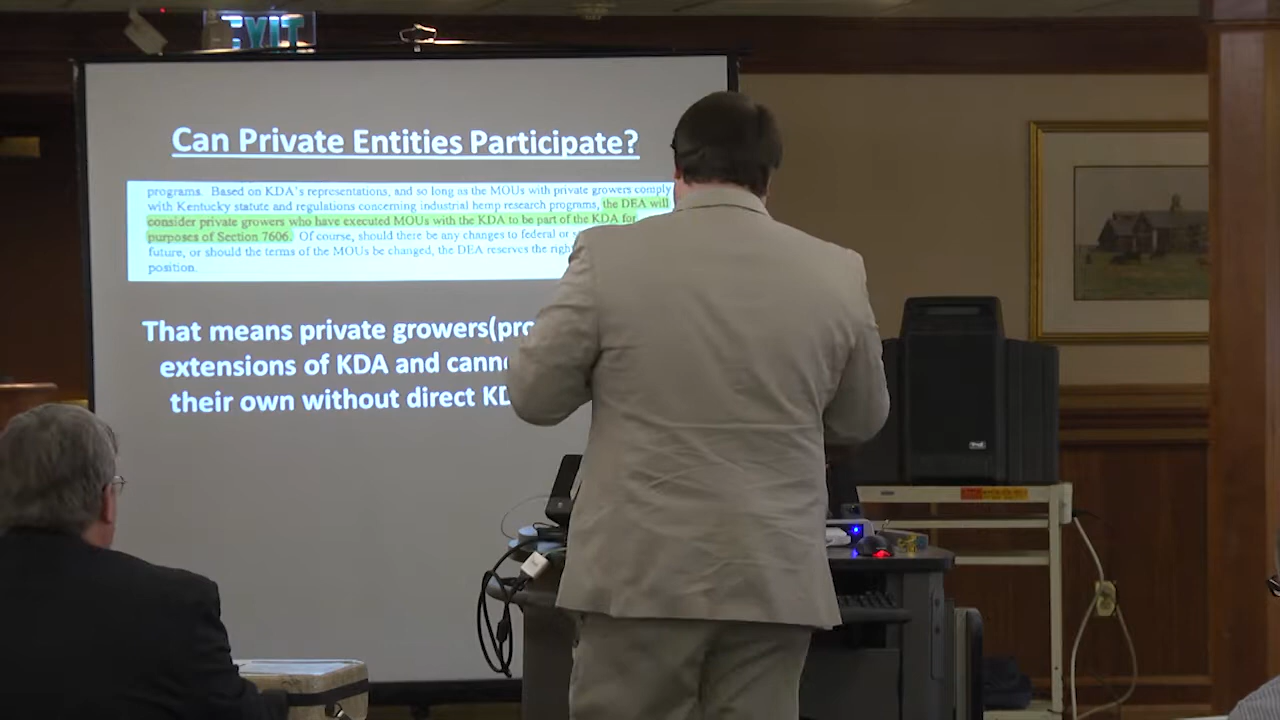 EXIT
Can Private Entities Participate?
programs. Based on KDA's representations, and so long as the MOUs with private growers comply
with Kentucky statute and regulations concerning industrial hemp research programs, the DEA will
consider private growers who have executed MOUs with the KDA to be part of the KDA for
purposes of Section 7606. Of course, should there be any changes to federal or
future, or should the terms of the MOUs be changed, the DEA reserves the
position.
That means private growers(pro
extensions of KDA and
their own without direct